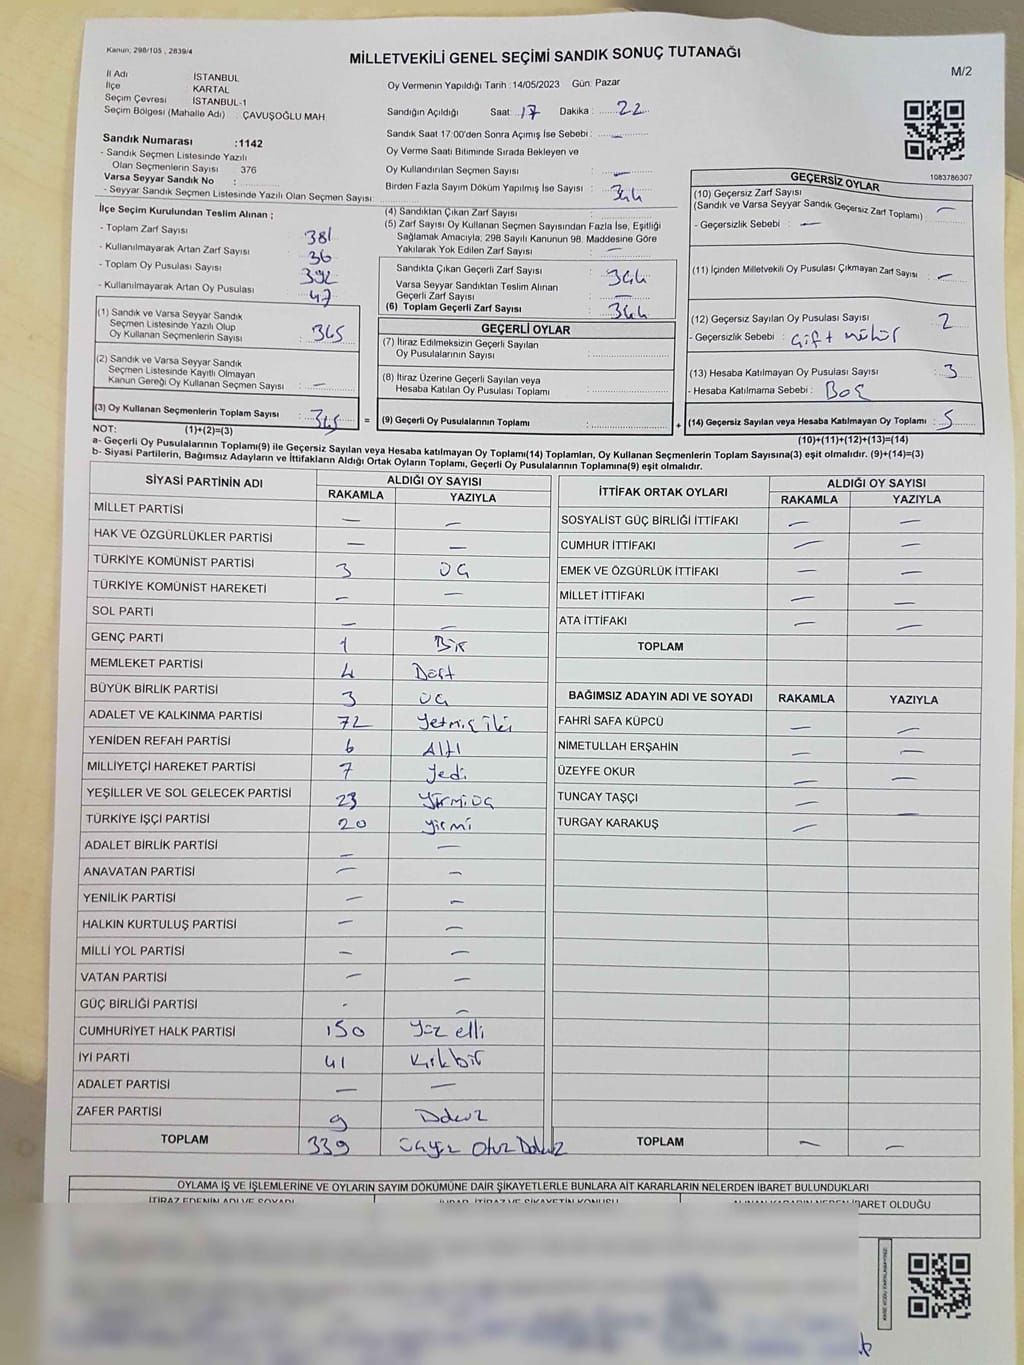 Kanun; 298/105 , 2839/4
MİLLETVEKİLİ GENEL SEÇİMİ SANDIK SONUÇ TUTANAĞI
M/2
İl Adı İSTANBUL
İlçe KARTAL
Seçim Çevresi İSTANBUL-1
Seçim Bölgesi (Mahalle Adı) : ÇAVUŞOĞLU MAH
Sandık Numarası :1142
- Sandık Seçmen Listesinde Yazılı
Olan Seçmenlerin Sayısı 376
Varsa Seyyar Sandık No :
- Seyyar Sandık Seçmen Listesinde Yazılı Olan Seçmen Sayısı:
Oy Vermenin Yapıldığı Tarih :14/05/2023 Gün: Pazar
Sandığın Açıldığı Saat: 17 Dakika : 22
Sandık Saat 17:00'den Sonra Açımış İse Sebebi : —
Oy Verme Saati Bitiminde Sırada Bekleyen ve
Oy Kullandırılan Seçmen Sayısı : —
Birden Fazla Sayım Döküm Yapılmış İse Sayısı : 344
1083786307
İlçe Seçim Kurulundan Teslim Alınan ;
- Toplam Zarf Sayısı : 381
- Kullanılmayarak Artan Zarf Sayısı : 36
- Toplam Oy Pusulası Sayısı : 392
- Kullanılmayarak Artan Oy Pusulası : 47
(1) Sandık ve Varsa Seyyar Sandık
Seçmen Listesinde Yazılı Olup
Oy Kullanan Seçmenlerin Sayısı : 345
(2) Sandık ve Varsa Seyyar Sandık
Seçmen Listesinde Kayıtlı Olmayan
Kanun Gereği Oy Kullanan Seçmen Sayısı : —
(3) Oy Kullanan Seçmenlerin Toplam Sayısı : 345 =
(1)+(2)=(3)
(4) Sandıktan Çıkan Zarf Sayısı :
(5) Zarf Sayısı Oy Kullanan Seçmen Sayısından Fazla İse, Eşitliği
Sağlamak Amacıyla; 298 Sayılı Kanunun 98. Maddesine Göre
Yakılarak Yok Edilen Zarf Sayısı : —
Sandıkta Çıkan Geçerli Zarf Sayısı : 344
Varsa Seyyar Sandıktan Teslim Alınan
Geçerli Zarf Sayısı : —
(6) Toplam Geçerli Zarf Sayısı : 344
GEÇERLİ OYLAR
(7) İtiraz Edilmeksizin Geçerli Sayılan
Oy Pusulalarının Sayısı :
(8) İtiraz Üzerine Geçerli Sayılan veya
Hesaba Katılan Oy Pusulası Toplamı :
(9) Geçerli Oy Pusulalarının Toplamı : +
GEÇERSİZ OYLAR
(10) Geçersiz Zarf Sayısı
(Sandık ve Varsa Seyyar Sandık Geçersiz Zarf Toplamı) : —
- Geçersizlik Sebebi : —
(11) İçinden Milletvekili Oy Pusulası Çıkmayan Zarf Sayısı : —
(12) Geçersiz Sayılan Oy Pusulası Sayısı : 2
- Geçersizlik Sebebi : Çift mühür
(13) Hesaba Katılmayan Oy Pusulası Sayısı : 3
- Hesaba Katılmama Sebebi : Boş
(14) Geçersiz Sayılan veya Hesaba Katılmayan Oy Toplamı : 5
(10)+(11)+(12)+(13)=(14)
NOT:
a- Geçerli Oy Pusulalarının Toplamı(9) ile Geçersiz Sayılan veya Hesaba katılmayan Oy Toplamı(14) Toplamları, Oy Kullanan Seçmenlerin Toplam Sayısına(3) eşit olmalıdır. (9)+(14)=(3)
b- Siyasi Partilerin, Bağımsız Adayların ve İttifakların Aldığı Ortak Oyların Toplamı, Geçerli Oy Pusulalarının Toplamına(9) eşit olmalıdır.
SİYASİ PARTİNİN ADI ALDIĞI OY SAYISI
RAKAMLA YAZIYLA
MİLLET PARTİSİ — —
HAK VE ÖZGÜRLÜKLER PARTİSİ — —
TÜRKİYE KOMÜNİST PARTİSİ 3 ÜÇ
TÜRKİYE KOMÜNİST HAREKETİ — —
SOL PARTİ — —
GENÇ PARTİ 1 Bir
MEMLEKET PARTİSİ 4 Dört
BÜYÜK BİRLİK PARTİSİ 3 ÜÇ
ADALET VE KALKINMA PARTİSİ 72 Yetmiş iki
YENİDEN REFAH PARTİSİ 6 Altı
MİLLİYETÇİ HAREKET PARTİSİ 7 Yedi
YEŞİLLER VE SOL GELECEK PARTİSİ 23 Yirmi üç
TÜRKİYE İŞÇİ PARTİSİ 20 Yirmi
ADALET BİRLİK PARTİSİ — —
ANAVATAN PARTİSİ — —
YENİLİK PARTİSİ — —
HALKIN KURTULUŞ PARTİSİ — —
MİLLİ YOL PARTİSİ — —
VATAN PARTİSİ — —
GÜÇ BİRLİĞİ PARTİSİ - —
CUMHURİYET HALK PARTİSİ 150 Yüz elli
İYİ PARTİ 41 Kırkbir
ADALET PARTİSİ — —
ZAFER PARTİSİ 9 Dokuz
TOPLAM 339 Üçyüz Otuz Dokuz
İTTİFAK ORTAK OYLARI ALDIĞI OY SAYISI
RAKAMLA YAZIYLA
SOSYALİST GÜÇ BİRLİĞİ İTTİFAKI — —
CUMHUR İTTİFAKI — —
EMEK VE ÖZGÜRLÜK İTTİFAKI — —
MİLLET İTTİFAKI — —
ATA İTTİFAKI — —
TOPLAM
BAĞIMSIZ ADAYIN ADI VE SOYADI RAKAMLA YAZIYLA
FAHRİ SAFA KÜPCÜ — —
NİMETULLAH ERŞAHİN — —
ÜZEYFE OKUR — —
TUNCAY TAŞÇI — —
TURGAY KARAKUŞ —
TOPLAM — —
OYLAMA İŞ VE İŞLEMLERİNE VE OYLARIN SAYIM DÖKÜMÜNE DAİR ŞİKAYETLERLE BUNLARA AİT KARARLARIN NELERDEN İBARET BULUNDUKLARI
İTİRAZ EDENİN ADI VE SOYADI İHBAR, İTİRAZ VE ŞİKAYETİN KONUSU ALINAN KARARIN NEDEN İBARET OLDUĞU